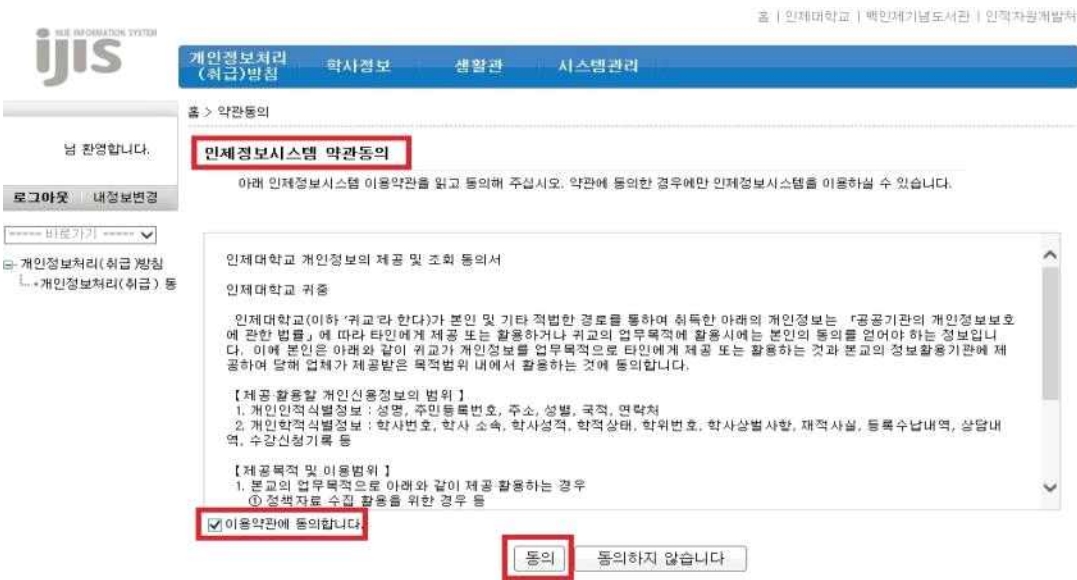 홈 | 인제대학교 | 백인제기념도서관 | 인적자원개발처
INJE INFORMATION SYSTEM
ijis
개인정보처리
(취급)방침
학사정보
생활관
시스템관리
홈 > 약관동의
님 환영합니다.
로그아웃 내정보변경
===== 바로가기 =====
개인정보처리(취급)방침
개인정보처리(취급) 동
인제정보시스템 약관동의
아래 인제정보시스템 이용약관을 읽고 동의해 주십시오. 약관에 동의한 경우에만 인제정보시스템을 이용하실 수 있습니다.
인제대학교 개인정보의 제공 및 조회 동의서
인제대학교 귀중
인제대학교(이하 '귀교'라 한다)가 본인 및 기타 적법한 경로를 통하여 취득한 아래의 개인정보는 「공공기관의 개인정보보호
에 관한 법률」에 따라 타인에게 제공 또는 활용하거나 귀교의 업무목적에 활용시에는 본인의 동의를 얻어야 하는 정보입니
다. 이에 본인은 아래와 같이 귀교가 개인정보를 업무목적으로 타인에게 제공 또는 활용하는 것과 본교의 정보활용기관에 제
공하여 당해 업체가 제공받은 목적범위 내에서 활용하는 것에 동의합니다.
【제공·활용할 개인신용정보의 범위】
1. 개인인적식별정보 : 성명, 주민등록번호, 주소, 성별, 국적, 연락처
2. 개인학적식별정보 : 학사번호, 학사 소속, 학사성적, 학적상태, 학위번호, 학사상벌사항, 재적사실, 등록수납내역, 상담내
역, 수강신청기록 등
【제공목적 및 이용범위】
1. 본교의 업무목적으로 아래와 같이 제공·활용하는 경우
① 정책자료 수집 활용을 위한 경우 등
이용약관에 동의합니다.
동의 동의하지 않습니다